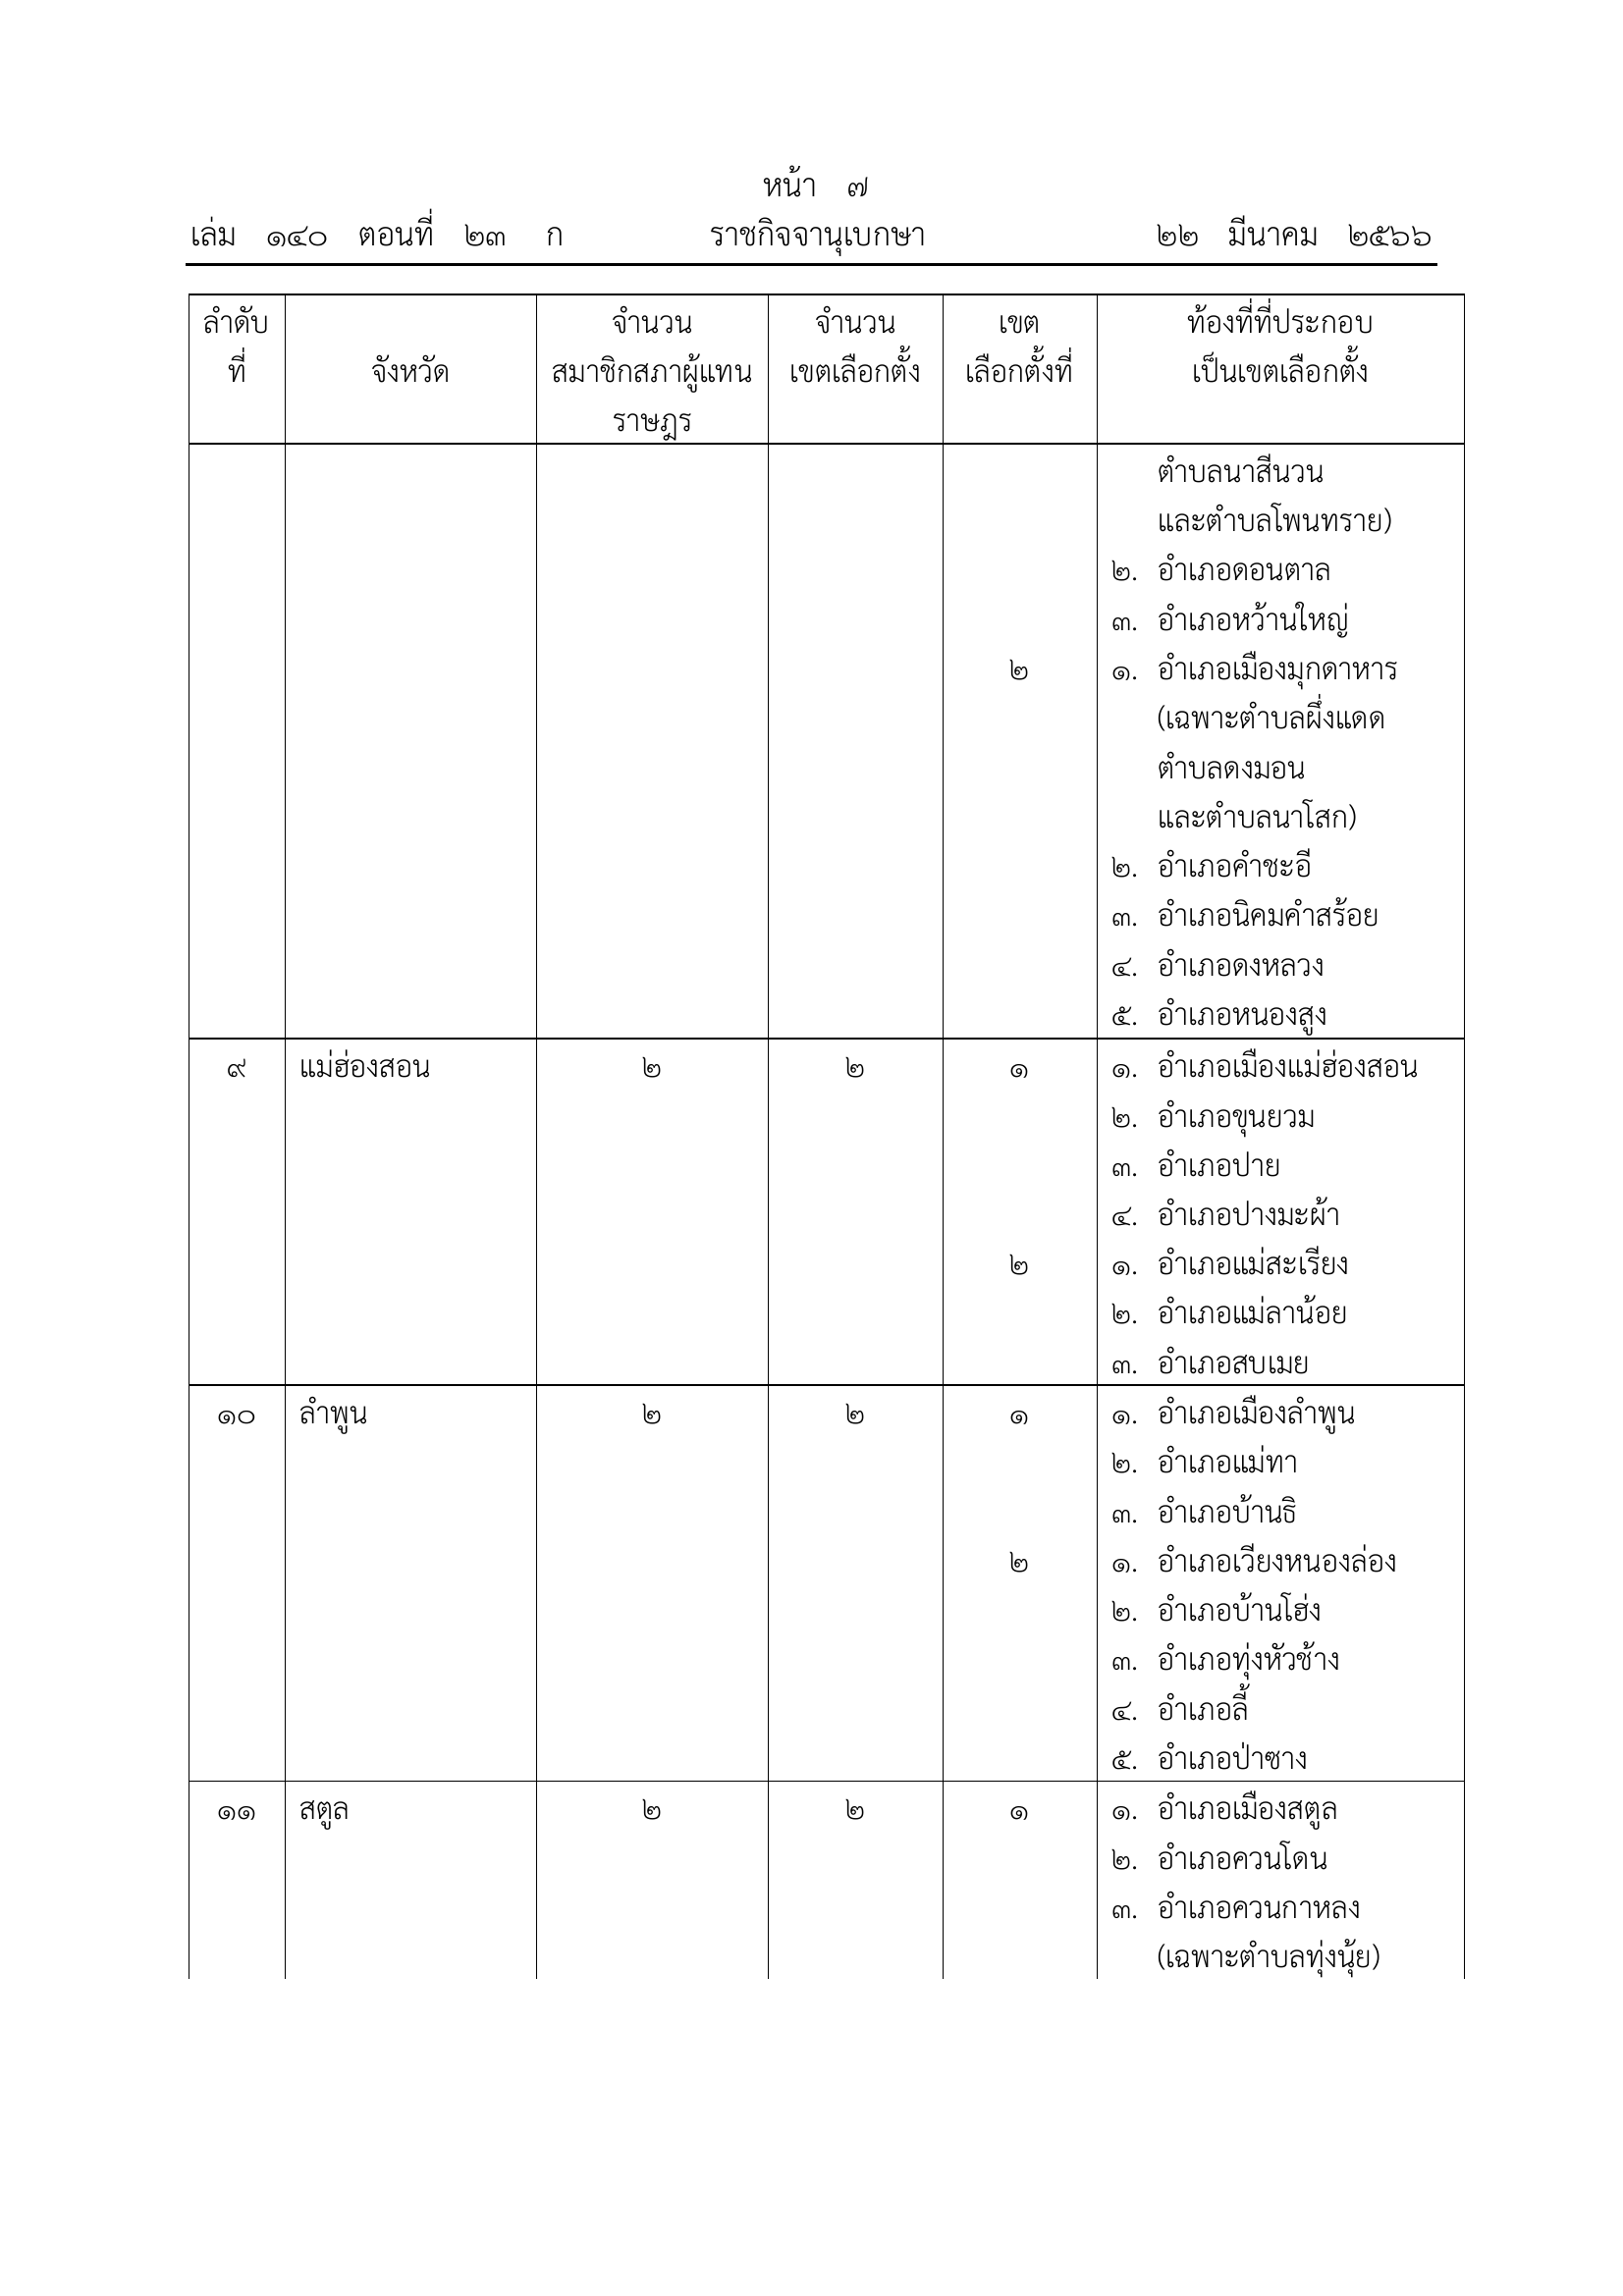 หน้า ๗
เล่ม ๑๔๐ ตอนที่ ๒๓ ก ราชกิจจานุเบกษา ๒๒ มีนาคม ๒๕๖๖
ลำดับ จำนวน จำนวน เขต ท้องที่ที่ประกอบ
ที่ จังหวัด สมาชิกสภาผู้แทน เขตเลือกตั้ง เลือกตั้งที่ เป็นเขตเลือกตั้ง
ราษฎร
ตำบลนาสีนวน
และตำบลโพนทราย)
๒. อำเภอดอนตาล
๓. อำเภอหว้านใหญ่
๒ ๑. อำเภอเมืองมุกดาหาร
(เฉพาะตำบลผึ่งแดด
ตำบลดงมอน
และตำบลนาโสก)
๒. อำเภอคำชะอี
๓. อำเภอนิคมคำสร้อย
๔. อำเภอดงหลวง
๕. อำเภอหนองสูง
๙ แม่ฮ่องสอน ๒ ๒ ๑ ๑. อำเภอเมืองแม่ฮ่องสอน
๒. อำเภอขุนยวม
๓. อำเภอปาย
๔. อำเภอปางมะผ้า
๒ ๑. อำเภอแม่สะเรียง
๒. อำเภอแม่ลาน้อย
๓. อำเภอสบเมย
๑๐ ลำพูน ๒ ๒ ๑ ๑. อำเภอเมืองลำพูน
๒. อำเภอแม่ทา
๓. อำเภอบ้านธิ
๒ ๑. อำเภอเวียงหนองล่อง
๒. อำเภอบ้านโฮ่ง
๓. อำเภอทุ่งหัวช้าง
๔. อำเภอลี้
๕. อำเภอป่าซาง
๑๑ สตูล ๒ ๒ ๑ ๑. อำเภอเมืองสตูล
๒. อำเภอควนโดน
๓. อำเภอควนกาหลง
(เฉพาะตำบลทุ่งนุ้ย)